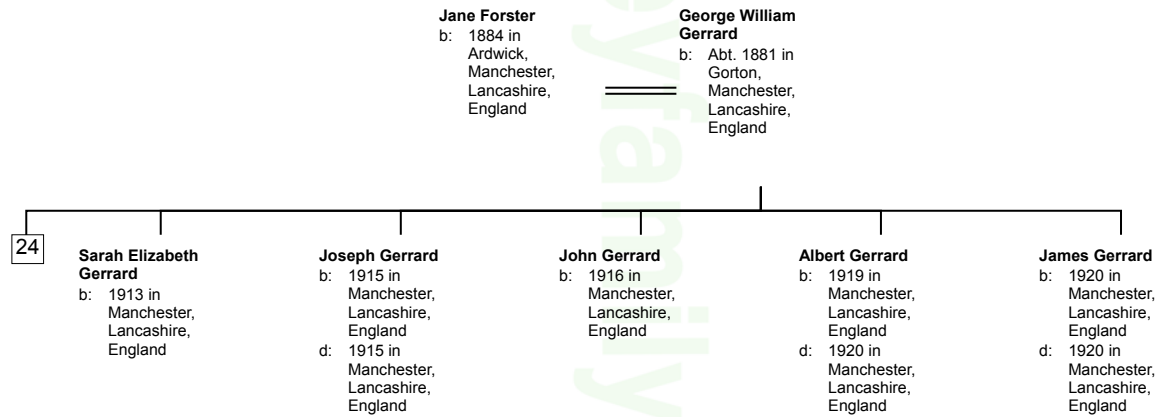 Jane Forster
b: 1884 in
Ardwick,
Manchester,
Lancashire,
England
George William
Gerrard
b: Abt. 1881 in
Gorton,
Manchester,
Lancashire,
England
24
Sarah Elizabeth
Gerrard
b: 1913 in
Manchester,
Lancashire,
England
Joseph Gerrard
b: 1915 in
Manchester,
Lancashire,
England
d: 1915 in
Manchester,
Lancashire,
England
John Gerrard
b: 1916 in
Manchester,
Lancashire,
England
Albert Gerrard
b: 1919 in
Manchester,
Lancashire,
England
d: 1920 in
Manchester,
Lancashire,
England
James Gerrard
b: 1920 in
Manchester,
Lancashire,
England
d: 1920 in
Manchester,
Lancashire,
England
eyfamily